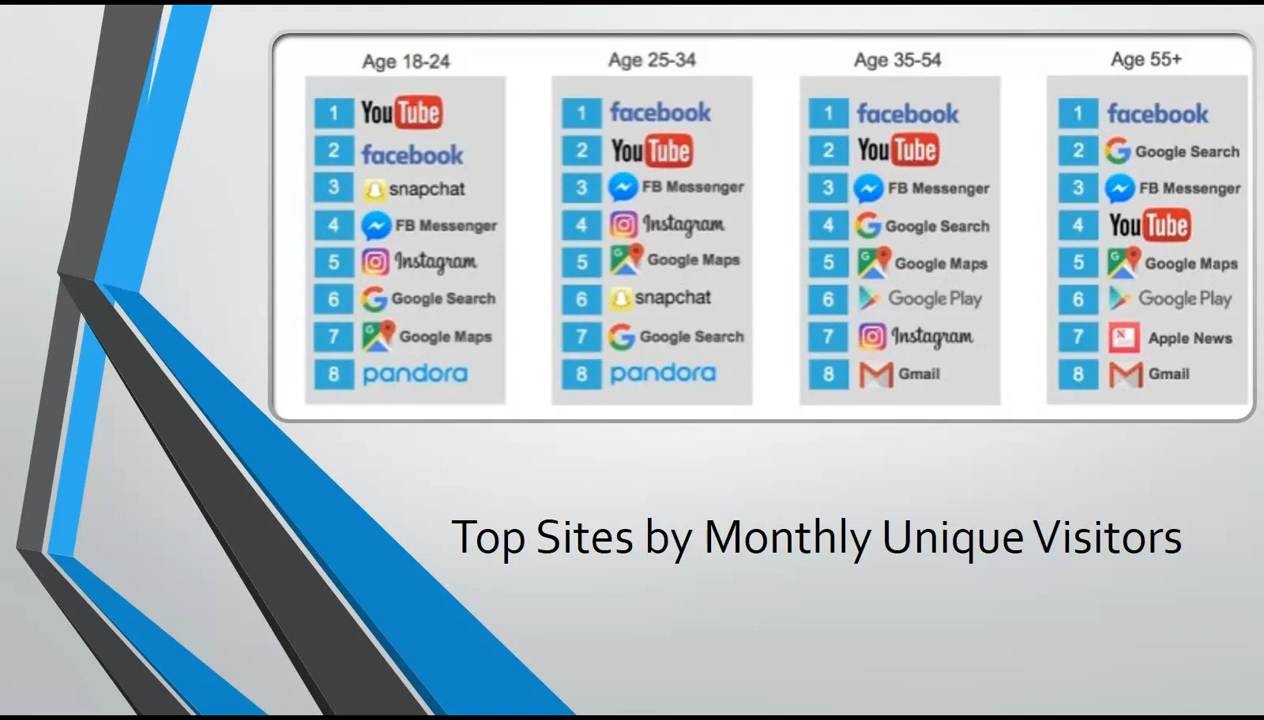 Age 18-24
1 YouTube
2 facebook
3 snapchat
4 FB Messenger
5 Instagram
6 Google Search
7 Google Maps
8 pandora
Age 25-34
1 facebook
2 YouTube
3 FB Messenger
4 Instagram
5 Google Maps
6 snapchat
7 Google Search
8 pandora
Age 35-54
1 facebook
2 YouTube
3 FB Messenger
4 Google Search
5 Google Maps
6 Google Play
7 Instagram
8 Gmail
Age 55+
1 facebook
2 Google Search
3 FB Messenger
4 YouTube
5 Google Maps
6 Google Play
7 Apple News
8 Gmail
Top Sites by Monthly Unique Visitors